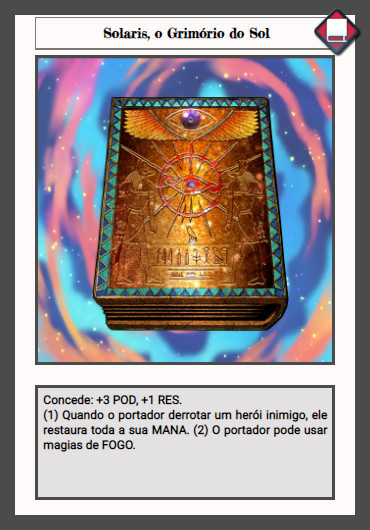 Solaris, o Grimório do Sol
Concede: +3 POD, +1 RES.
(1) Quando o portador derrotar um herói inimigo, ele
restaura toda a sua MANA. (2) O portador pode usar
magias de FOGO.